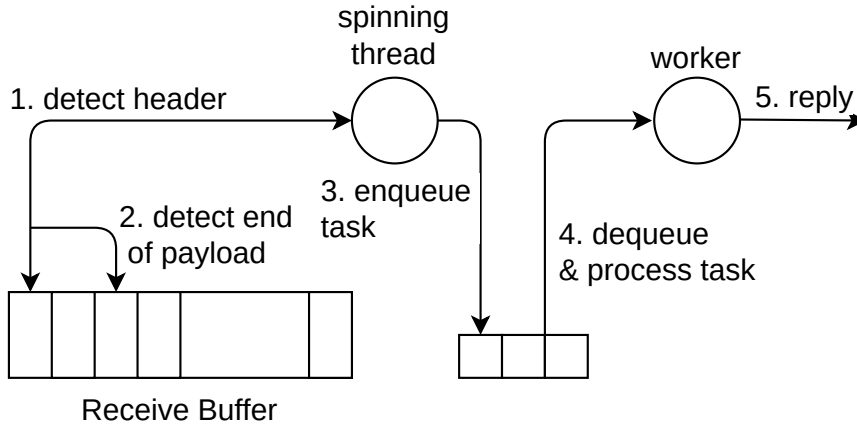 spinning
thread
worker
1. detect header
5. reply
3. enqueue
task
2. detect end
of payload
4. dequeue
& process task
Receive Buffer